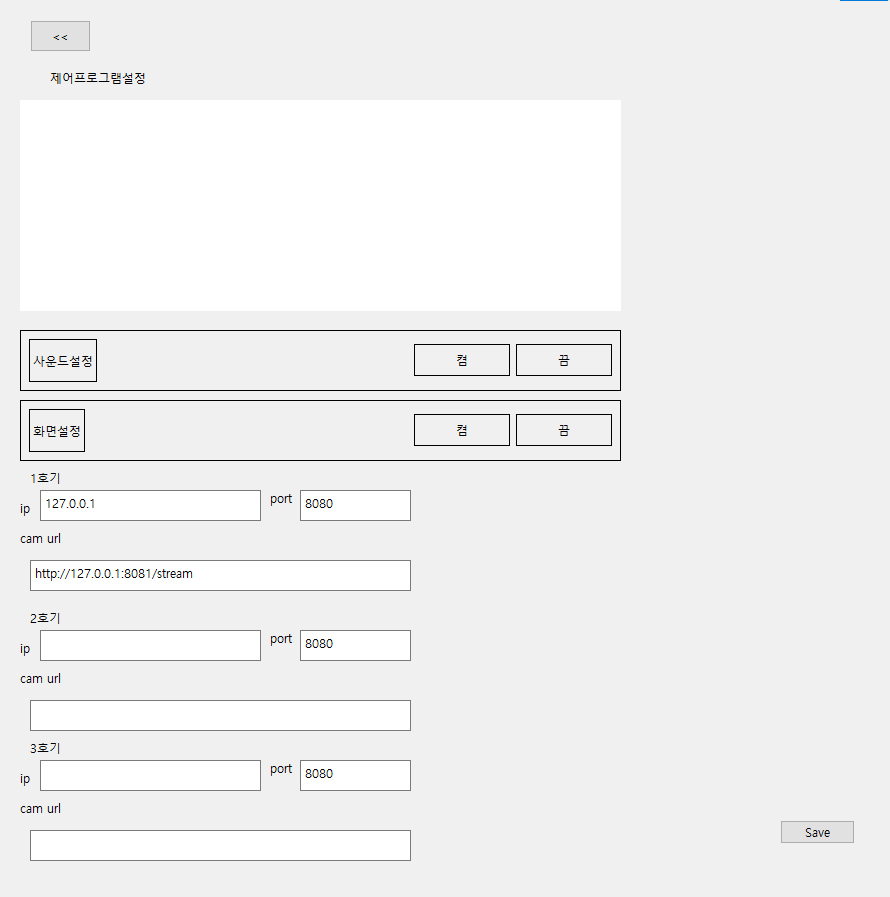 <<
제어프로그램설정
사운드설정 켬 끔
화면설정 켬 끔
1호기
ip 127.0.0.1 port 8080
cam url
http://127.0.0.1:8081/stream
2호기
ip port 8080
cam url
3호기
ip port 8080
cam url
Save